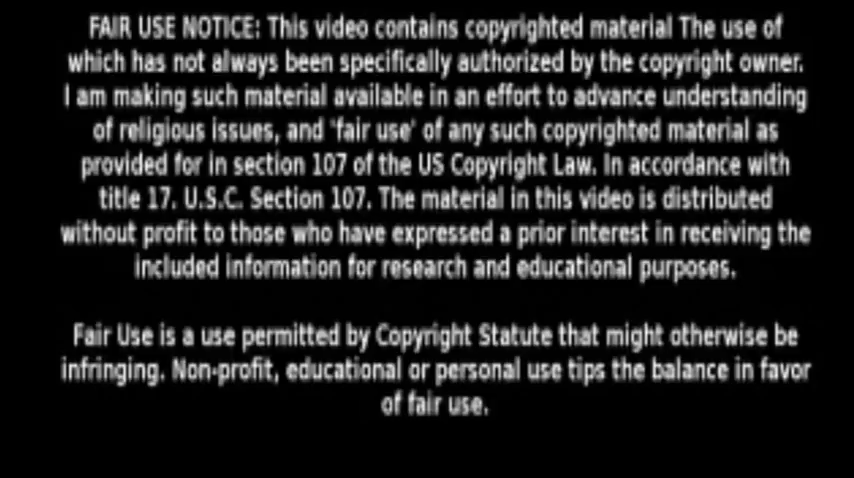 FAIR USE NOTICE: This video contains copyrighted material The use of
which has not always been specifically authorized by the copyright owner.
I am making such material available in an effort to advance understanding
of religious issues, and 'fair use' of any such copyrighted material as
provided for in section 107 of the US Copyright Law. In accordance with
title 17. U.S.C. Section 107. The material in this video is distributed
without profit to those who have expressed a prior interest in receiving the
included information for research and educational purposes.
Fair Use is a use permitted by Copyright Statute that might otherwise be
infringing. Non-profit, educational or personal use tips the balance in favor
of fair use.